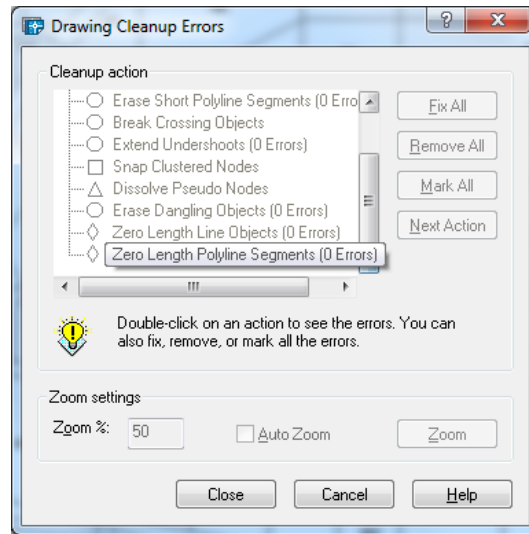 Drawing Cleanup Errors
Cleanup action
Erase Short Polyline Segments (0 Erro
Break Crossing Objects
Extend Undershoots (0 Errors)
Snap Clustered Nodes
Dissolve Pseudo Nodes
Erase Dangling Objects (0 Errors)
Zero Length Line Objects (0 Errors)
Zero Length Polyline Segments (0 Errors)
Fix All
Remove All
Mark All
Next Action
Double-click on an action to see the errors. You can
also fix, remove, or mark all the errors.
Zoom settings
Zoom %:
50
Auto Zoom
Zoom
Close
Cancel
Help